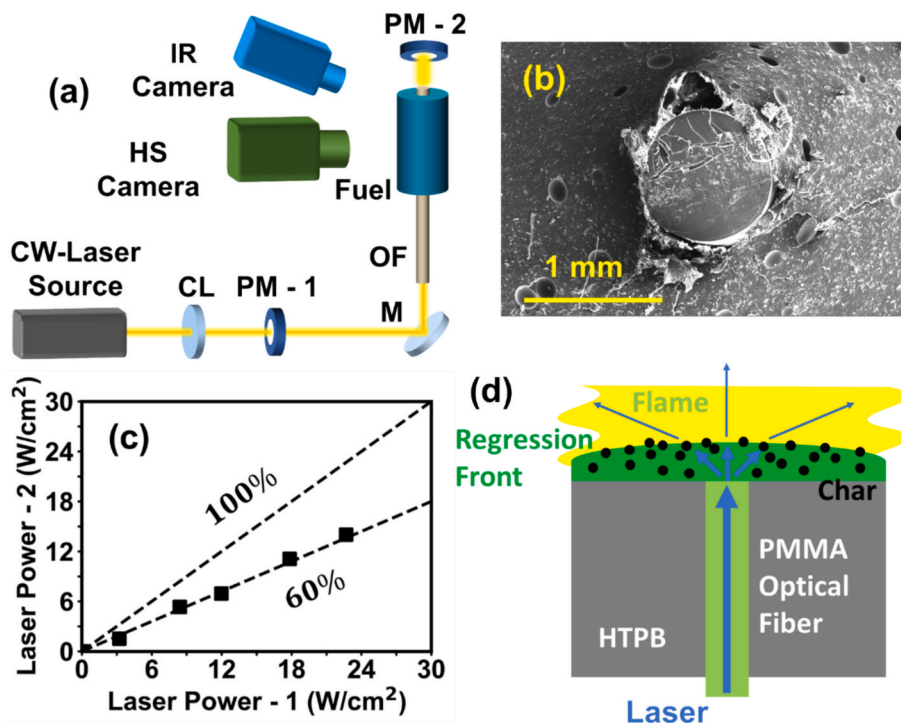 (a)
IR
Camera
HS
Camera
PM - 2
Fuel
OF
CW-Laser
Source
CL
PM - 1
M
(b)
1 mm
(c)
Laser Power - 2 (W/cm²)
30
24
18
12
6
0
100%
60%
0 6 12 18 24 30
Laser Power - 1 (W/cm²)
(d)
Flame
Regression
Front
Char
PMMA
Optical
Fiber
HTPB
Laser